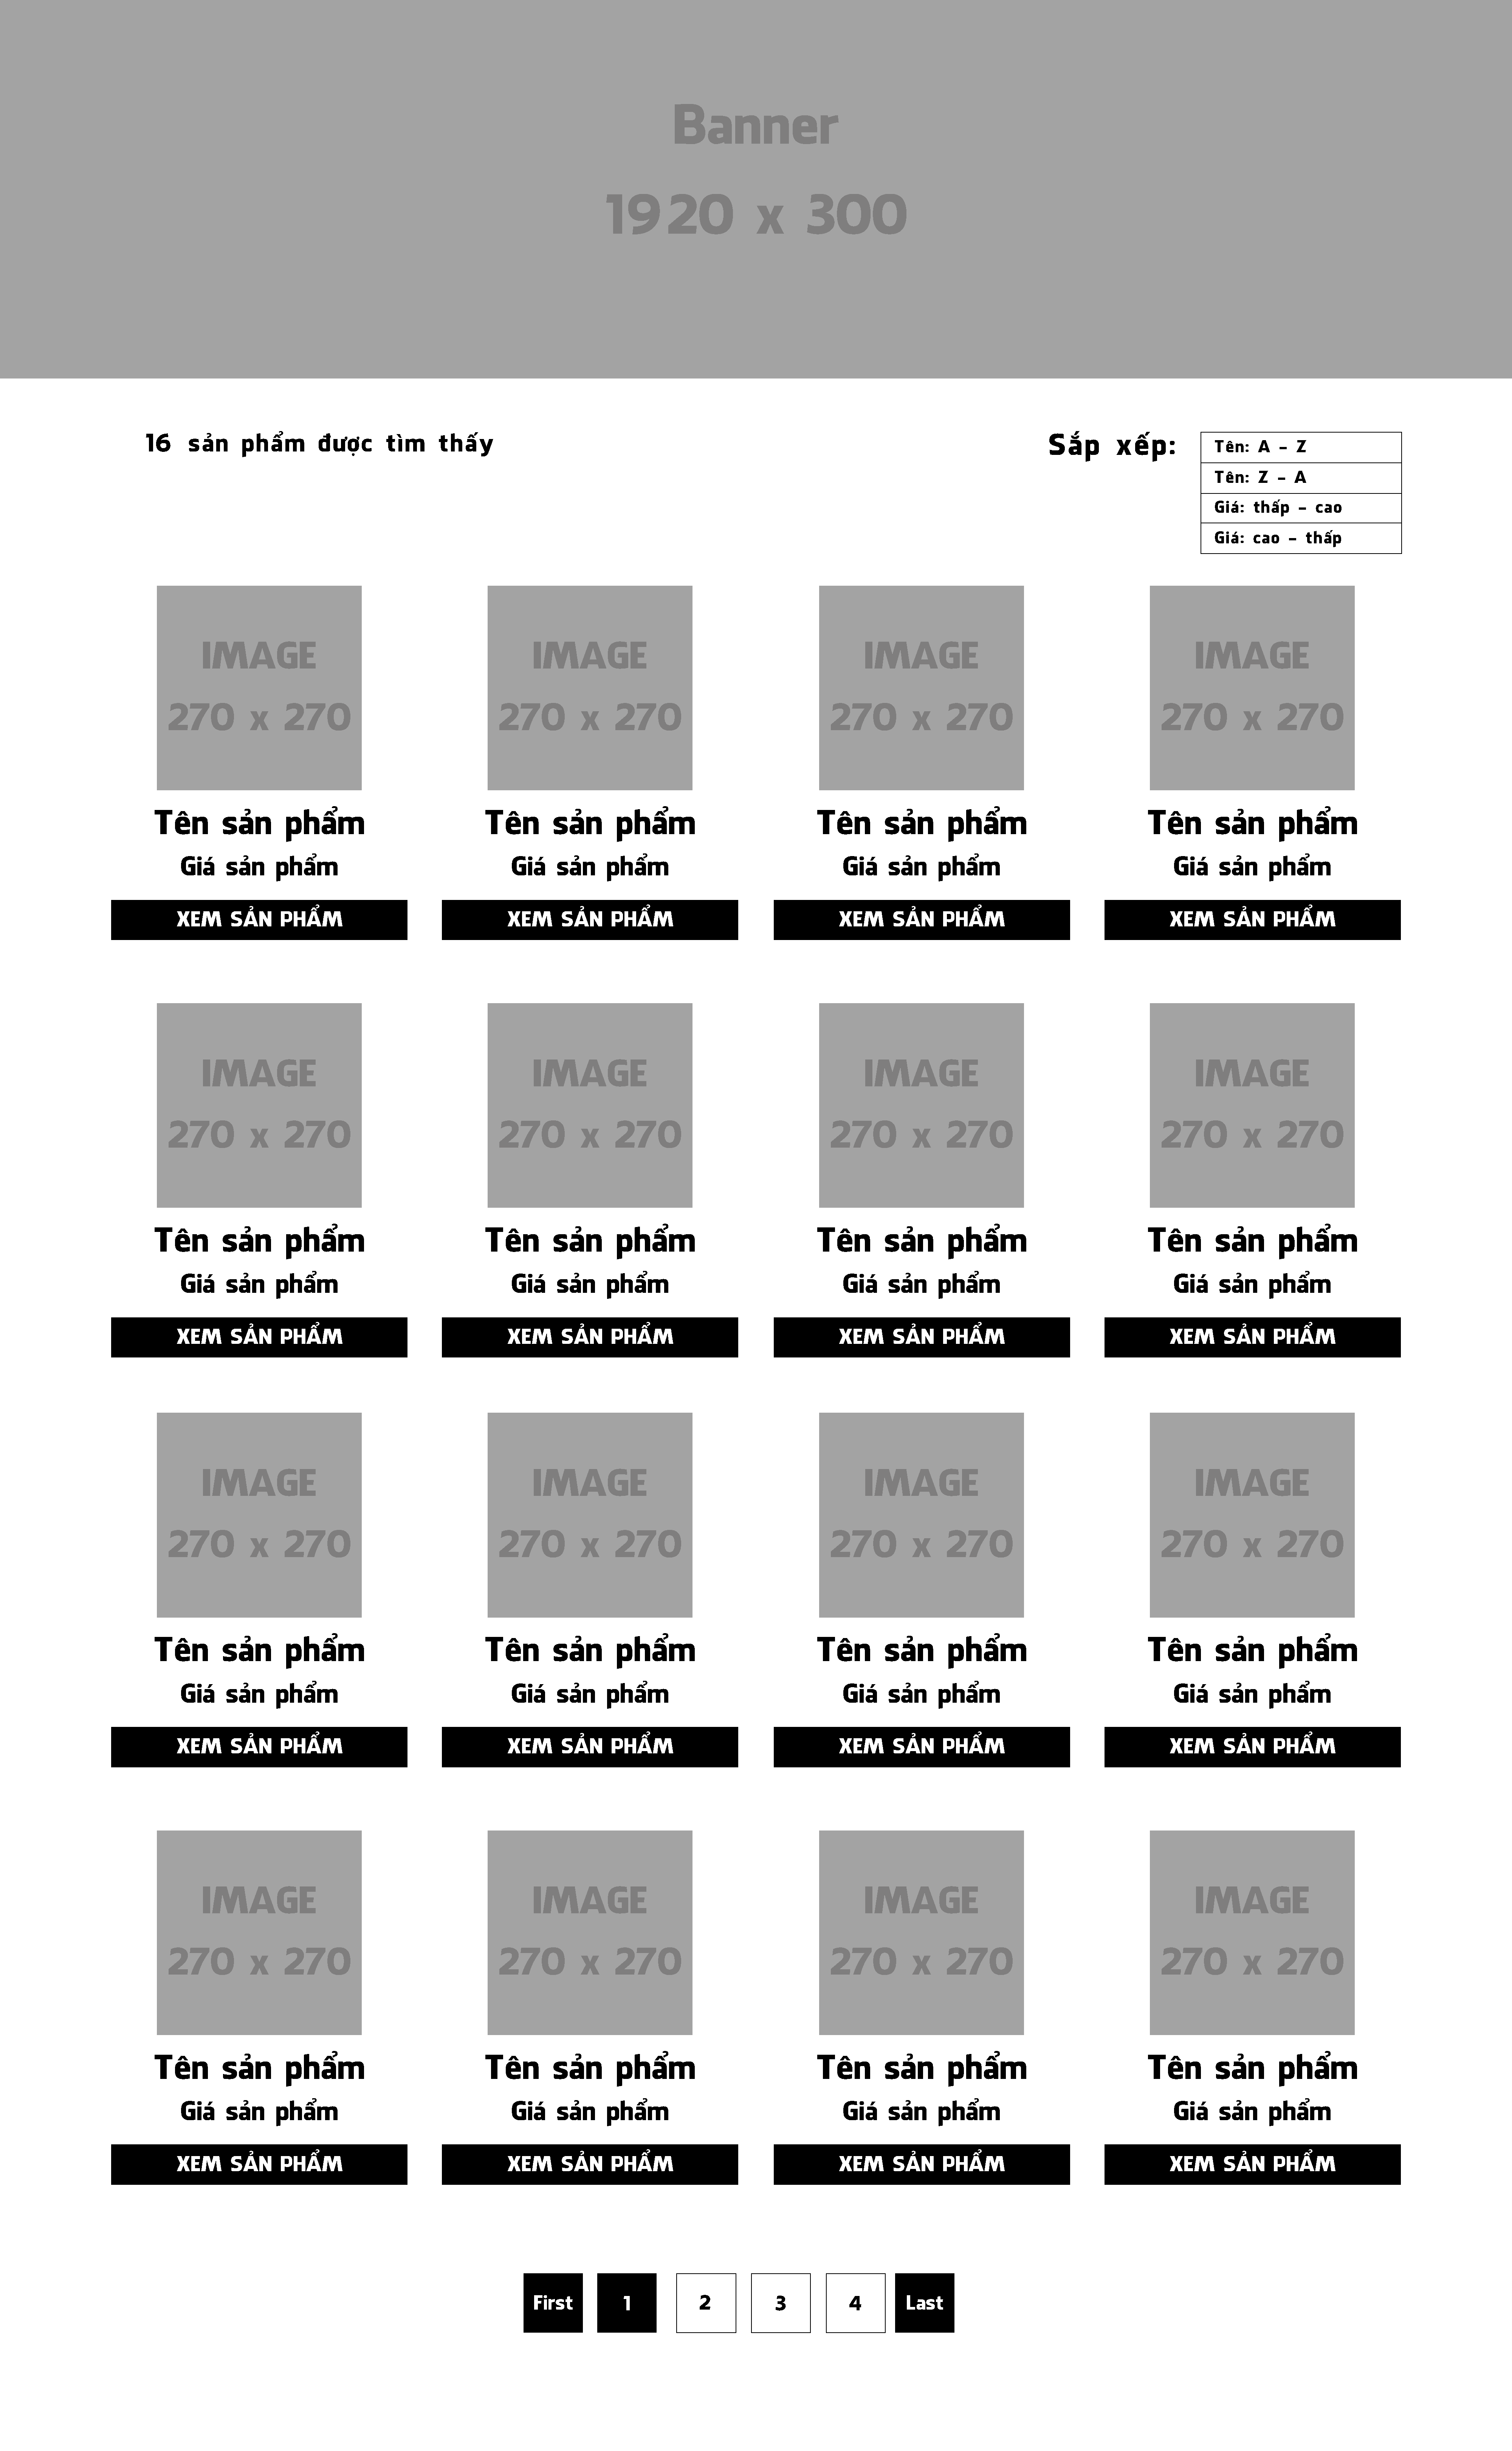 Banner
1920 x 300
16 sản phẩm được tìm thấy
Sắp xếp:
Tên: A - Z
Tên: Z - A
Giá: thấp - cao
Giá: cao - thấp
IMAGE IMAGE IMAGE IMAGE
270 x 270 270 x 270 270 x 270 270 x 270
Tên sản phẩm Tên sản phẩm Tên sản phẩm Tên sản phẩm
Giá sản phẩm Giá sản phẩm Giá sản phẩm Giá sản phẩm
XEM SẢN PHẨM XEM SẢN PHẨM XEM SẢN PHẨM XEM SẢN PHẨM
IMAGE IMAGE IMAGE IMAGE
270 x 270 270 x 270 270 x 270 270 x 270
Tên sản phẩm Tên sản phẩm Tên sản phẩm Tên sản phẩm
Giá sản phẩm Giá sản phẩm Giá sản phẩm Giá sản phẩm
XEM SẢN PHẨM XEM SẢN PHẨM XEM SẢN PHẨM XEM SẢN PHẨM
IMAGE IMAGE IMAGE IMAGE
270 x 270 270 x 270 270 x 270 270 x 270
Tên sản phẩm Tên sản phẩm Tên sản phẩm Tên sản phẩm
Giá sản phẩm Giá sản phẩm Giá sản phẩm Giá sản phẩm
XEM SẢN PHẨM XEM SẢN PHẨM XEM SẢN PHẨM XEM SẢN PHẨM
IMAGE IMAGE IMAGE IMAGE
270 x 270 270 x 270 270 x 270 270 x 270
Tên sản phẩm Tên sản phẩm Tên sản phẩm Tên sản phẩm
Giá sản phẩm Giá sản phẩm Giá sản phẩm Giá sản phẩm
XEM SẢN PHẨM XEM SẢN PHẨM XEM SẢN PHẨM XEM SẢN PHẨM
First 1 2 3 4 Last